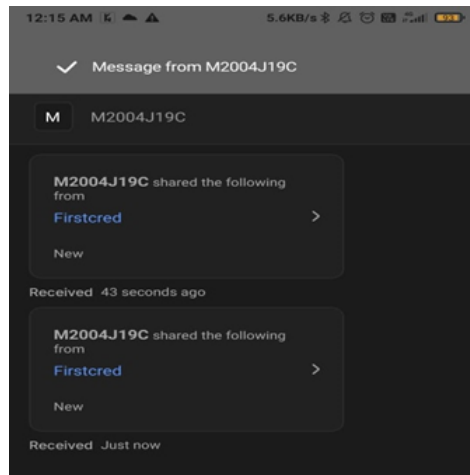 12:15 AM 5.6KB/s 93
Message from M2004J19C
M M2004J19C
M2004J19C shared the following
from
Firstcred
New
Received 43 seconds ago
M2004J19C shared the following
from
Firstcred
New
Received Just now